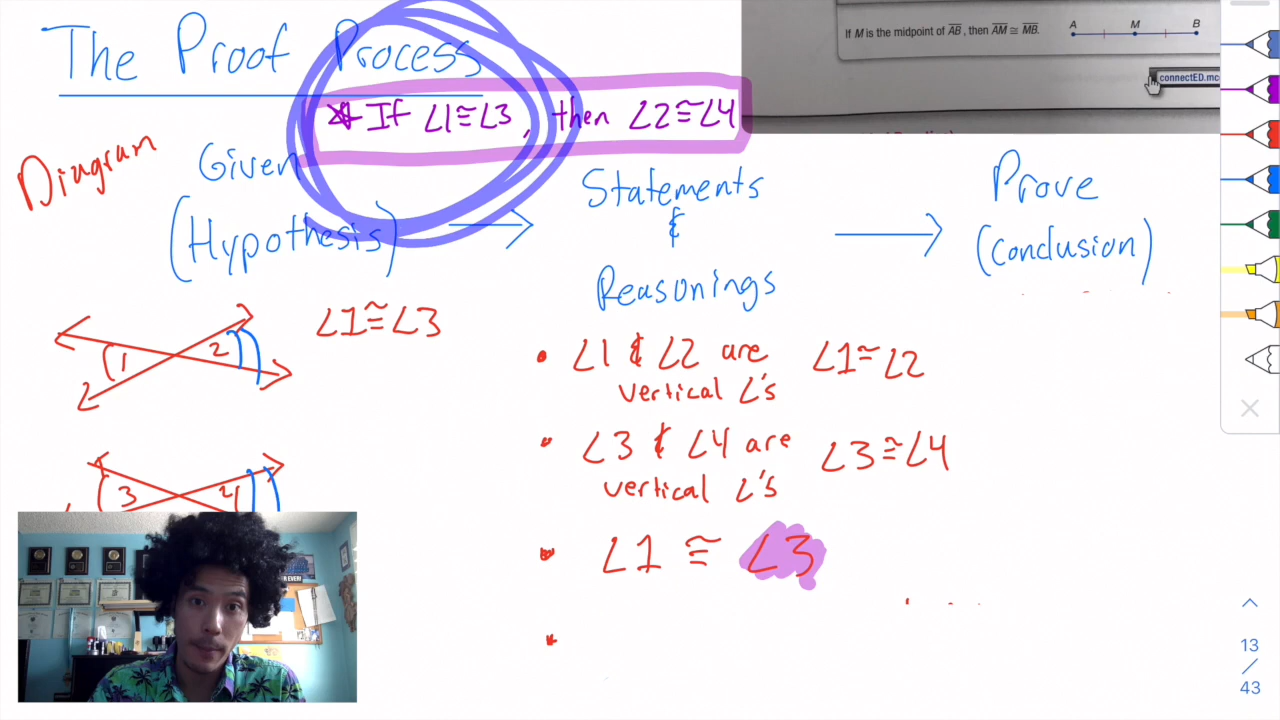 The Proof Process
If M is the midpoint of AB, then AM ≅ MB.
A M B
connectED.mc
* If ∠1≅∠3, then ∠2≅∠4
Diagram
Given
(Hypothesis)
Statements
&
Reasonings
Prove
(conclusion)
1 2
∠1≅∠3
3 4
• ∠1 & ∠2 are
vertical ∠'s
∠1≅∠2
• ∠3 & ∠4 are
vertical ∠'s
∠3≅∠4
• ∠1 ≅ ∠3
EVER!
13
/
43